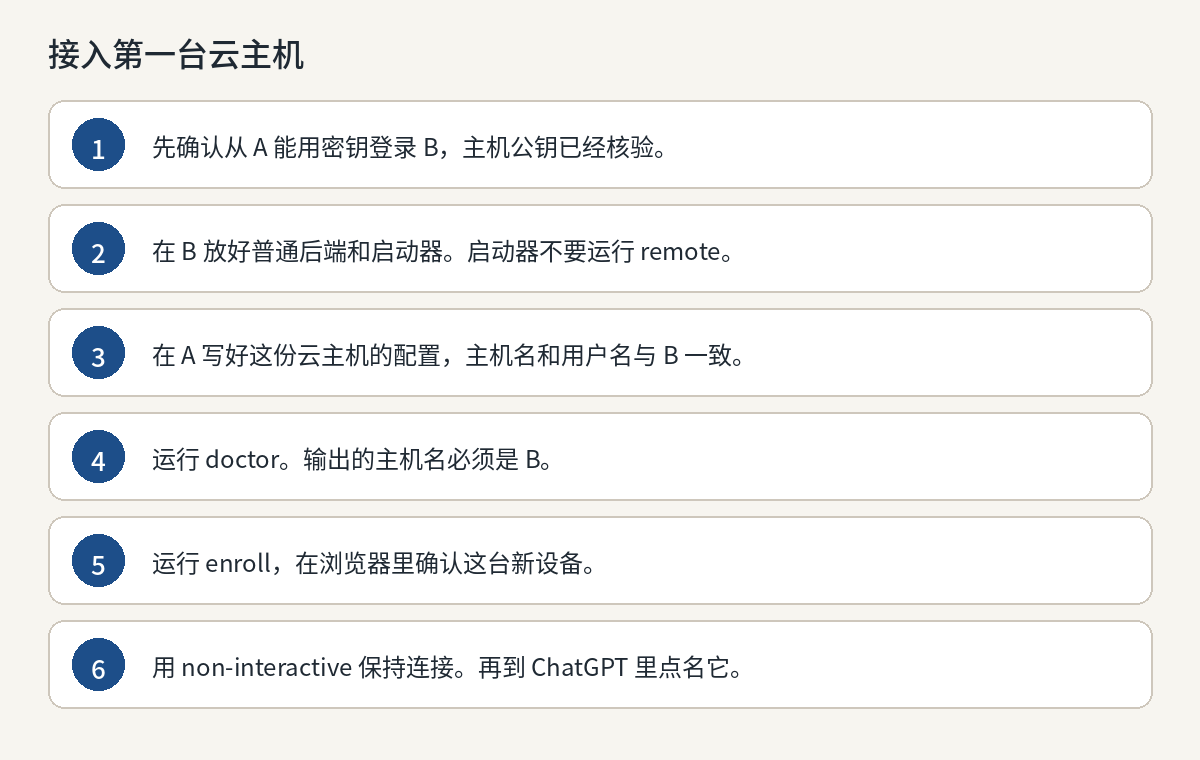 接入第一台云主机
1
先确认从 A 能用密钥登录 B，主机公钥已经核验。
2
在 B 放好普通后端和启动器。启动器不要运行 remote。
3
在 A 写好这份云主机的配置，主机名和用户名与 B 一致。
4
运行 doctor。输出的主机名必须是 B。
5
运行 enroll，在浏览器里确认这台新设备。
6
用 non-interactive 保持连接。再到 ChatGPT 里点名它。